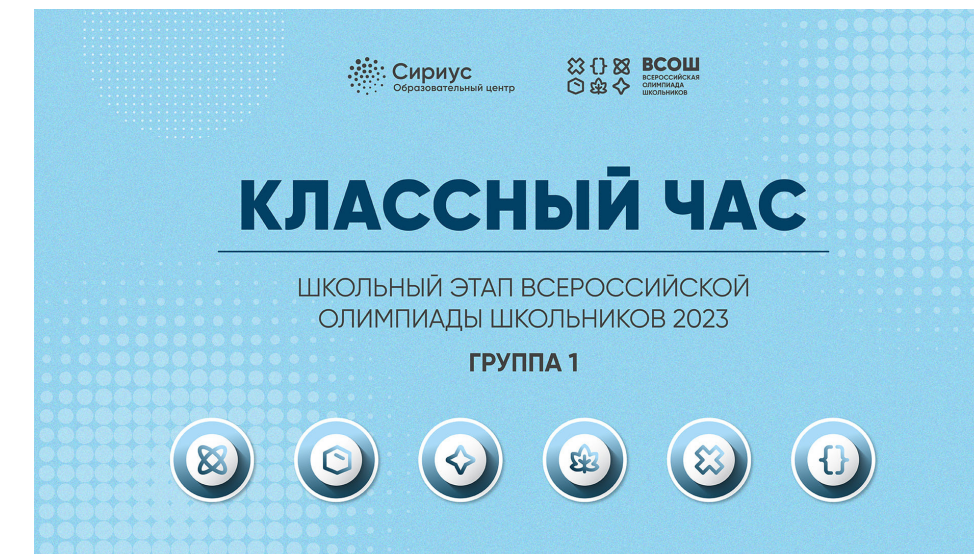 Сириус
Образовательный центр
ВСОШ
ВСЕРОССИЙСКАЯ
ОЛИМПИАДА
ШКОЛЬНИКОВ
КЛАССНЫЙ ЧАС
ШКОЛЬНЫЙ ЭТАП ВСЕРОССИЙСКОЙ
ОЛИМПИАДЫ ШКОЛЬНИКОВ 2023
ГРУППА 1